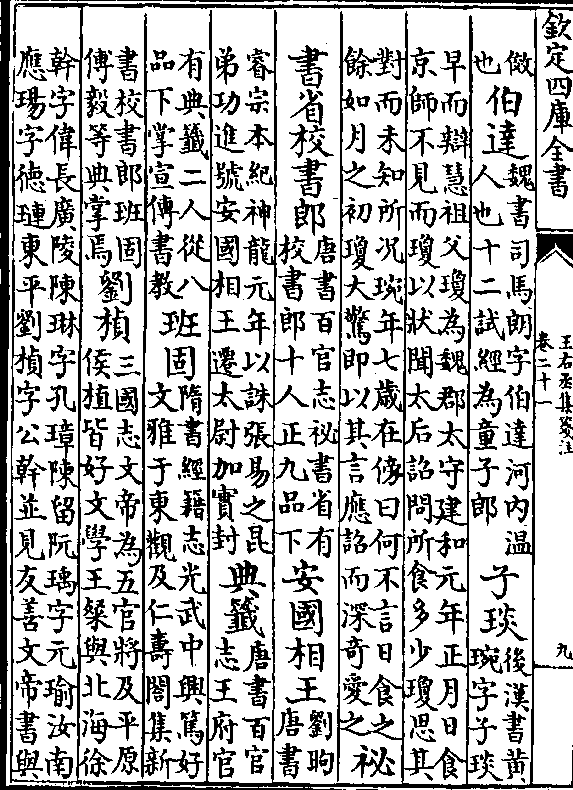 欽定四庫全書
王右丞集箋注
卷二十一
九
倣
也
伯達
魏書司馬朗字伯達河內温
人也十二試經為童子郎
子琰
後漢書黄
琬字子琰
早而辯慧祖父瓊為魏郡太守建和元年正月日食
京師不見而瓊以狀聞太后詔問所食多少瓊思其
對而未知所况琬年七歲在傍曰何不言日食之
餘如月之初瓊大驚即以其言應詔而深奇愛之
祕
書省校書郎
唐書百官志祕書省有
校書郎十人正九品下
安國相王
劉昫
唐書
睿宗本紀神龍元年以誅張易之昆
弟功進號安國相王遷太尉加實封
典籤
唐書百官
志王府官
有典籤二人從八
品下掌宣傳書教
班固
隋書經籍志光武中興篤好
文雅于東觀及仁壽閣集新
書校書郎班固
傅毅等典掌焉
劉楨
三國志文帝為五官將及平原
侯植皆好文學王粲與北海徐
幹字偉長廣陵陳琳字孔璋陳留阮瑀字元瑜汝南
應瑒字德璉東平劉楨字公幹並見友善文帝書與